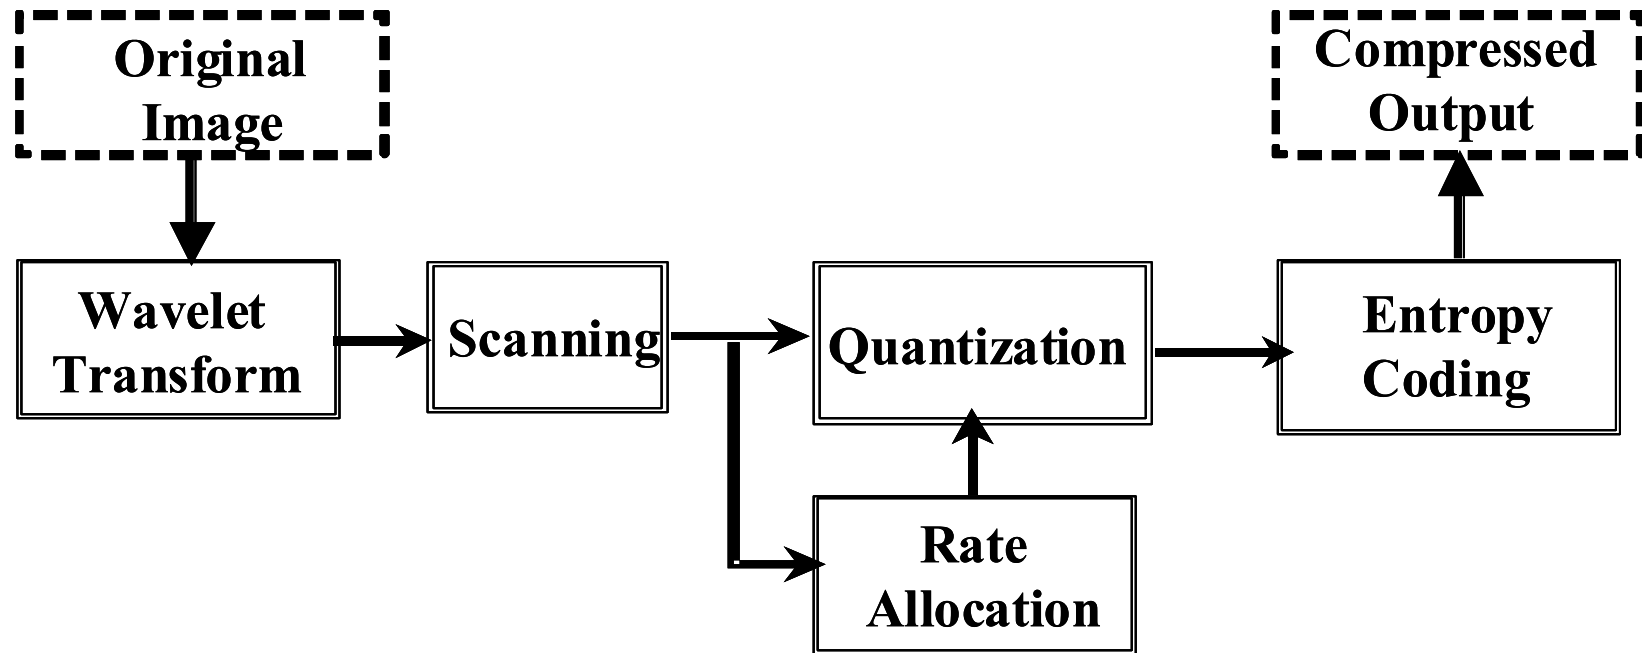 Original
Image
Compressed
Output
Wavelet
Transform
Scanning
Quantization
Entropy
Coding
Rate
Allocation